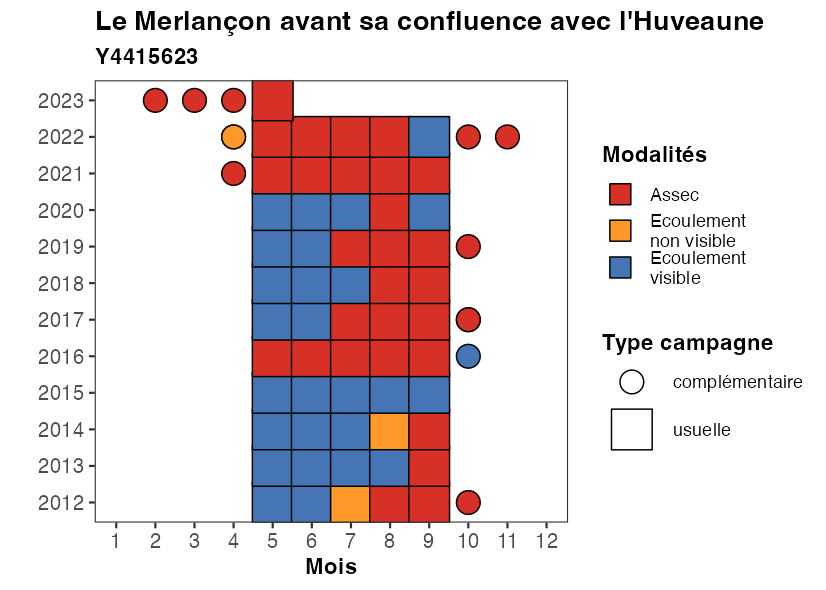 Le Merlançon avant sa confluence avec l'Huveaune
Y4415623
2023
2022
2021
2020
2019
2018
2017
2016
2015
2014
2013
2012
1 2 3 4 5 6 7 8 9 10 11 12
Mois
Modalités
Assec
Ecoulement
non visible
Ecoulement
visible
Type campagne
complémentaire
usuelle